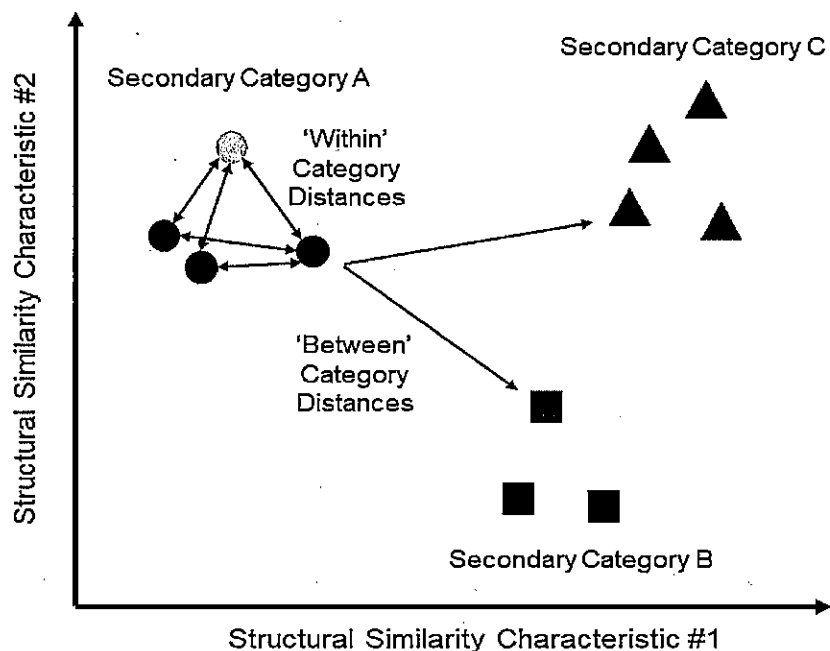 Secondary Category C
Secondary Category A
'Within'
Category
Distances
'Between'
Category
Distances
Secondary Category B
Structural Similarity Characteristic #2
Structural Similarity Characteristic #1